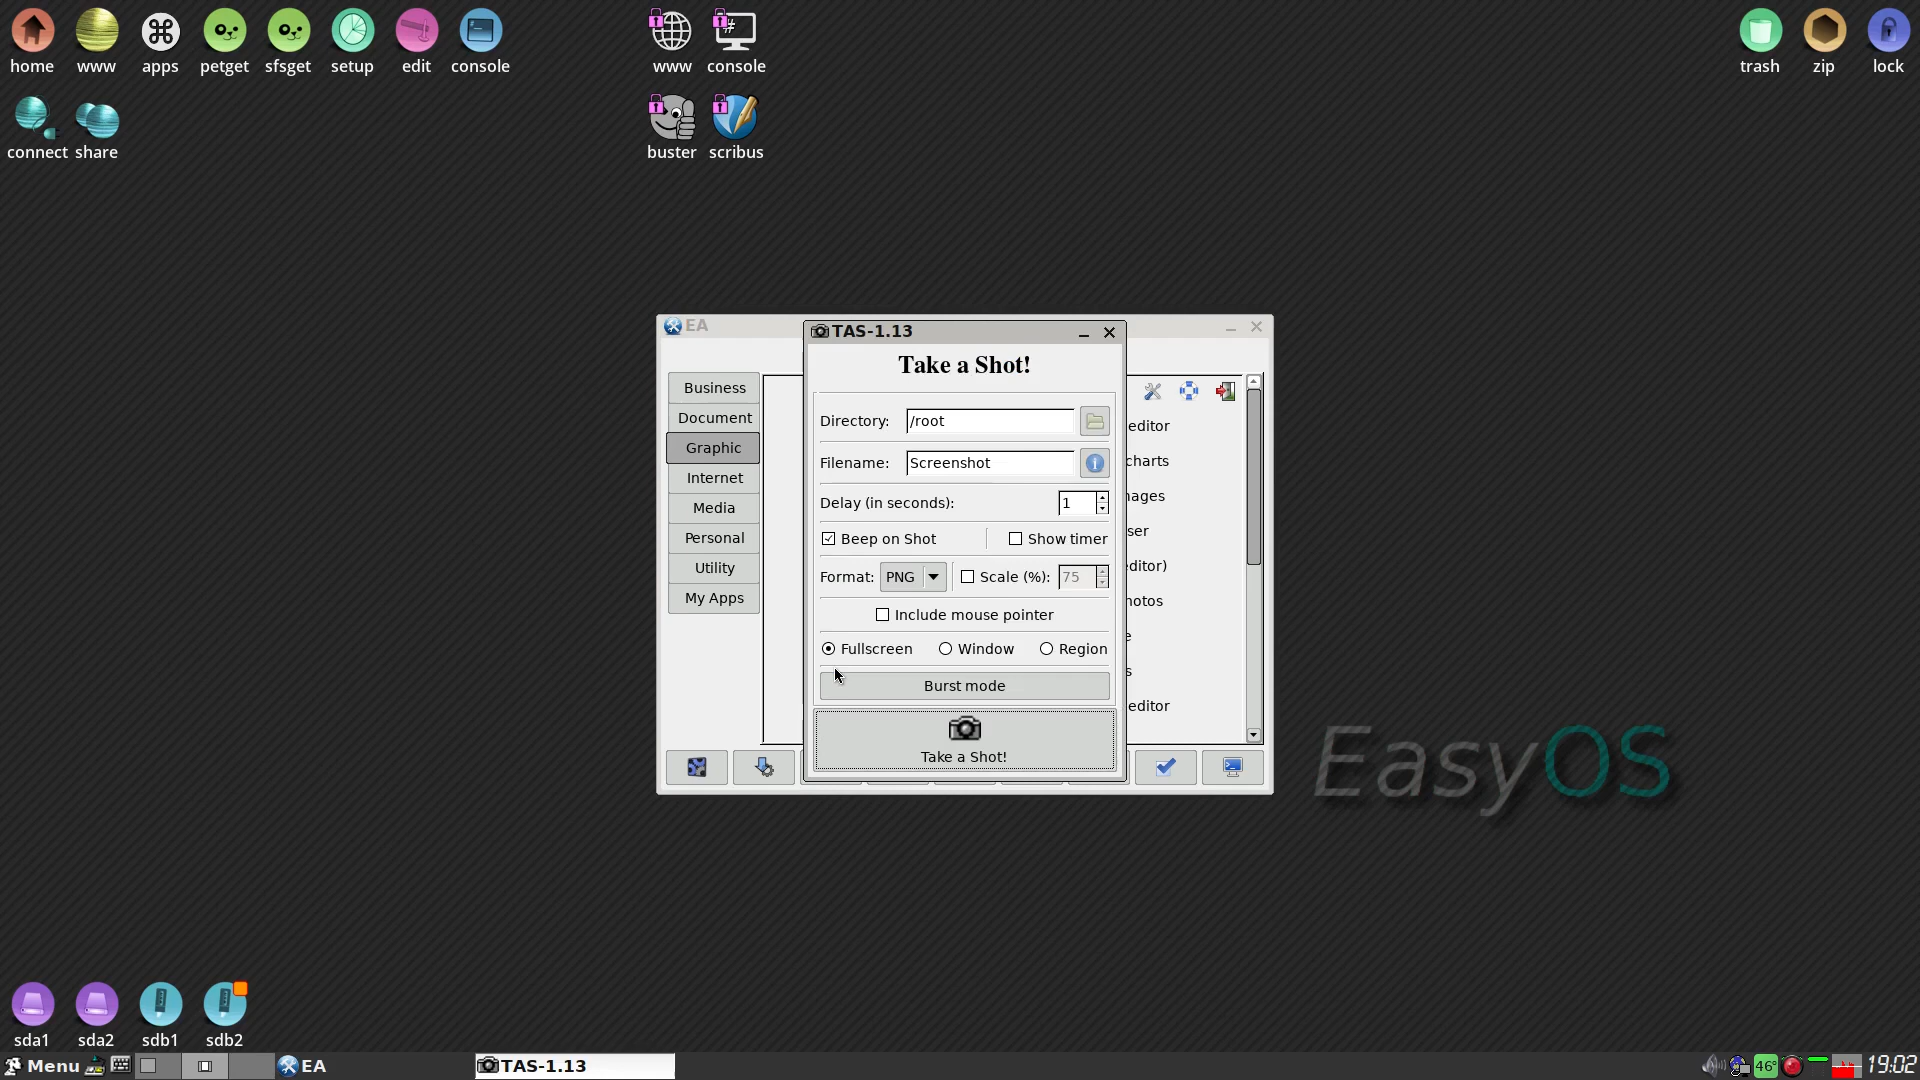 home www apps petget sfsget setup edit console
www console
trash zip lock
connect share
buster scribus
EA
TAS-1.13
Take a Shot!
Business
Document
Graphic
Internet
Media
Personal
Utility
My Apps
Directory: /root
Filename: Screenshot
Delay (in seconds): 1
Beep on Shot Show timer
Format: PNG Scale (%): 75
Include mouse pointer
Fullscreen Window Region
Burst mode
Take a Shot!
editor
charts
ser
editor)
editor
EasyOS
sda1 sda2 sdb1 sdb2
Menu EA TAS-1.13 46° 19:02